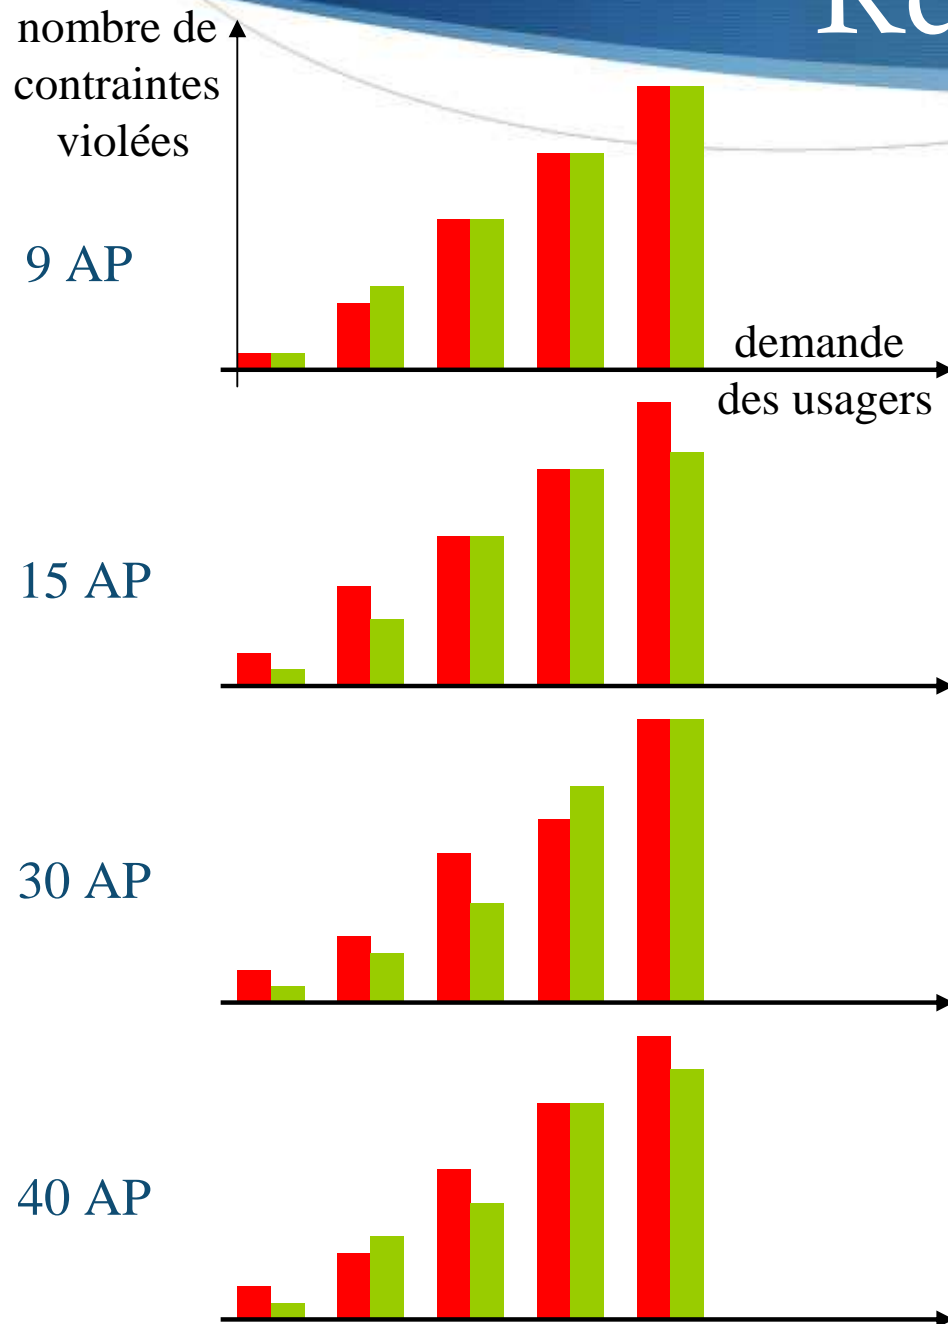 nombre de
contraintes
violées
9 AP
demande
des usagers
15 AP
30 AP
40 AP